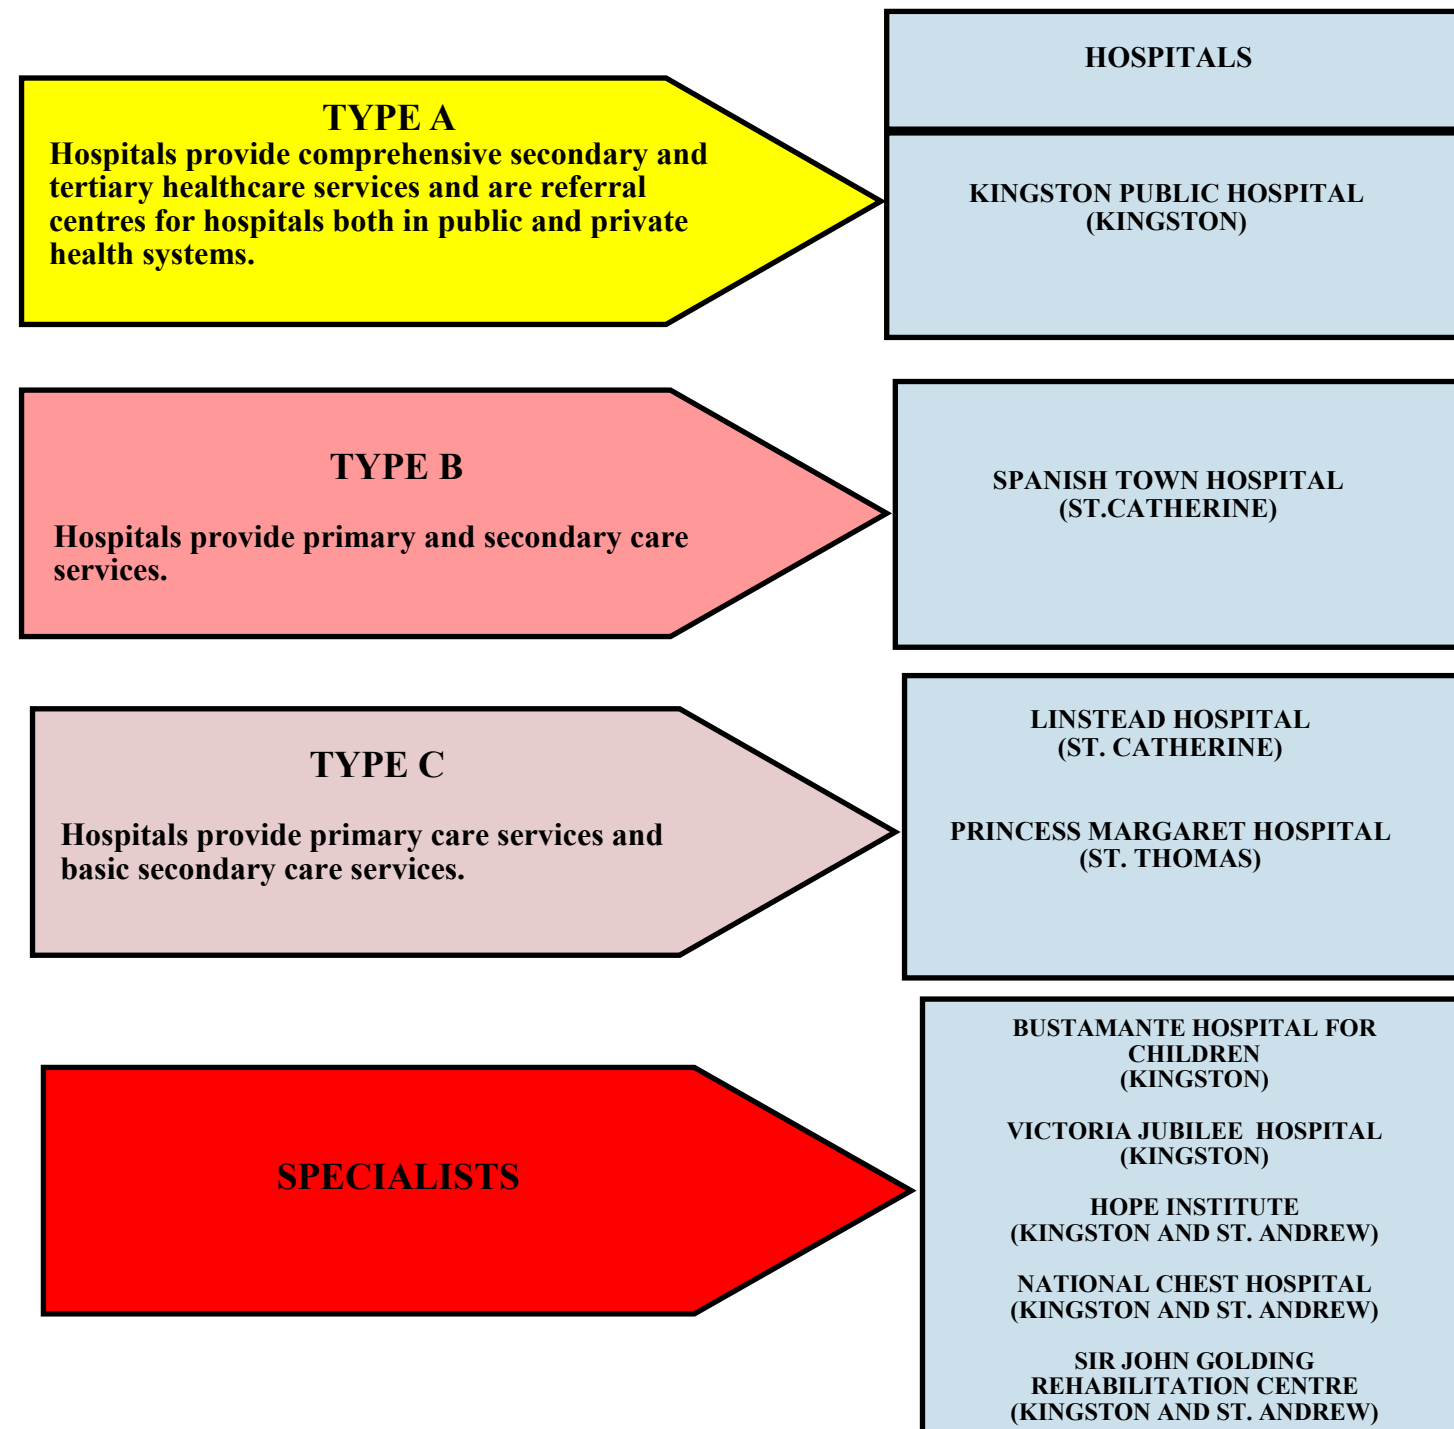 HOSPITALS
TYPE A
Hospitals provide comprehensive secondary and
tertiary healthcare services and are referral
centres for hospitals both in public and private
health systems.
KINGSTON PUBLIC HOSPITAL
(KINGSTON)
TYPE B
Hospitals provide primary and secondary care
services.
SPANISH TOWN HOSPITAL
(ST.CATHERINE)
TYPE C
Hospitals provide primary care services and
basic secondary care services.
LINSTEAD HOSPITAL
(ST. CATHERINE)
PRINCESS MARGARET HOSPITAL
(ST. THOMAS)
SPECIALISTS
BUSTAMANTE HOSPITAL FOR
CHILDREN
(KINGSTON)
VICTORIA JUBILEE  HOSPITAL
(KINGSTON)
HOPE INSTITUTE
(KINGSTON AND ST. ANDREW)
NATIONAL CHEST HOSPITAL
(KINGSTON AND ST. ANDREW)
SIR JOHN GOLDING
REHABILITATION CENTRE
(KINGSTON AND ST. ANDREW)